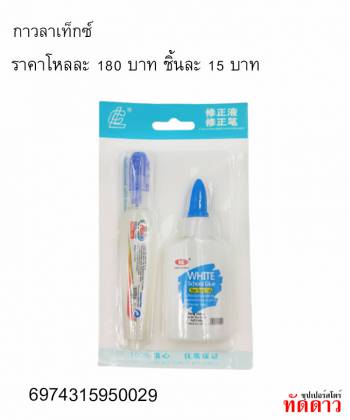 กาวลาเท็กซ์
ราคาโหลละ 180 บาท ชิ้นละ 15 บาท
®
修正液
修正笔
WHITE
School Glue
100%
6974315950029
ซุปเปอร์สโตร์
ทัดดาว